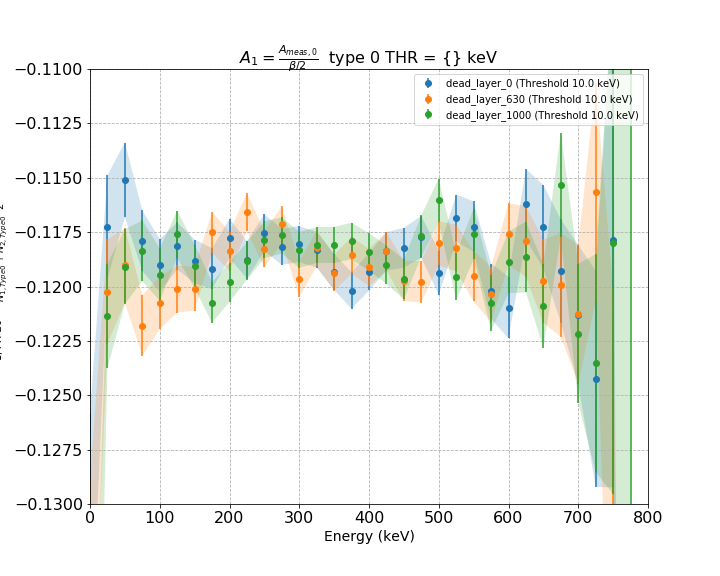 A₁ = A_{meas,0} / β/2 type 0 THR = {} keV
dead_layer_0 (Threshold 10.0 keV)
dead_layer_630 (Threshold 10.0 keV)
dead_layer_1000 (Threshold 10.0 keV)
−0.1100
−0.1125
−0.1150
−0.1175
−0.1200
−0.1225
−0.1250
−0.1275
−0.1300
0 100 200 300 400 500 600 700 800
Energy (keV)